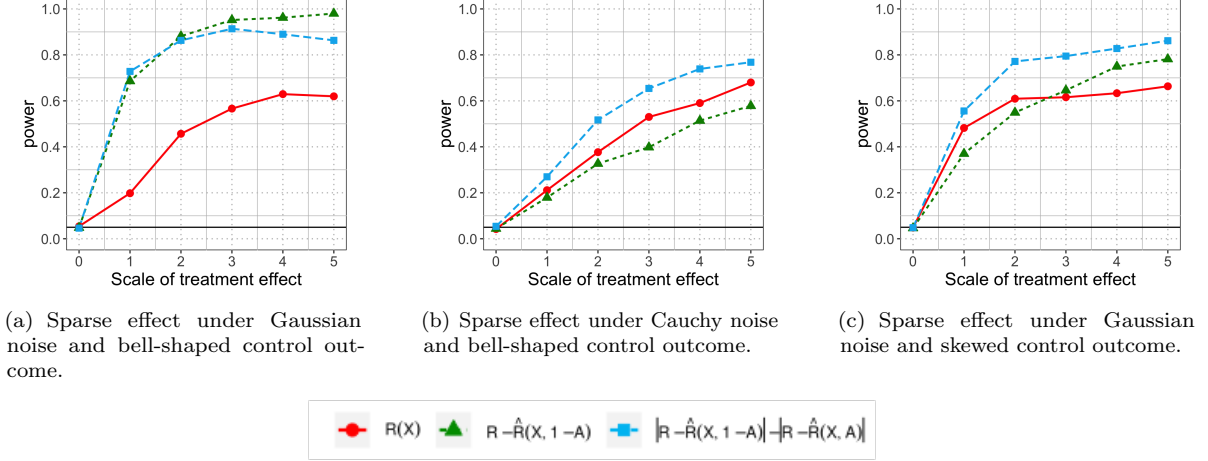 1.0
0.8
0.6
0.4
0.2
0.0
power
0 1 2 3 4 5
Scale of treatment effect
(a) Sparse effect under Gaussian
noise and bell-shaped control out-
come.
1.0
0.8
0.6
0.4
0.2
0.0
power
0 1 2 3 4 5
Scale of treatment effect
(b) Sparse effect under Cauchy noise
and bell-shaped control outcome.
1.0
0.8
0.6
0.4
0.2
0.0
power
0 1 2 3 4 5
Scale of treatment effect
(c) Sparse effect under Gaussian
noise and skewed control outcome.
R(X) R−R̂(X, 1−A) |R−R̂(X, 1−A)|−|R−R̂(X, A)|